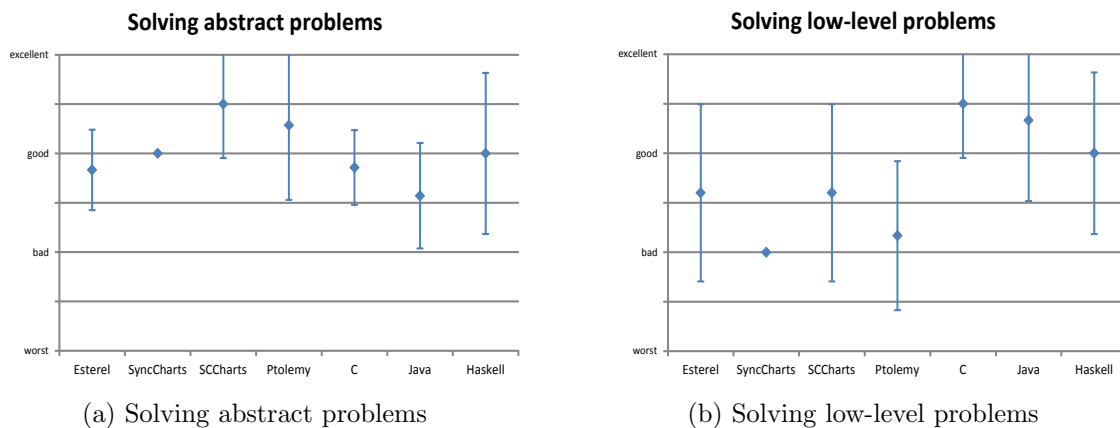 Solving abstract problems
excellent
good
bad
worst
Esterel SyncCharts SCCharts Ptolemy C Java Haskell
(a) Solving abstract problems
Solving low-level problems
excellent
good
bad
worst
Esterel SyncCharts SCCharts Ptolemy C Java Haskell
(b) Solving low-level problems